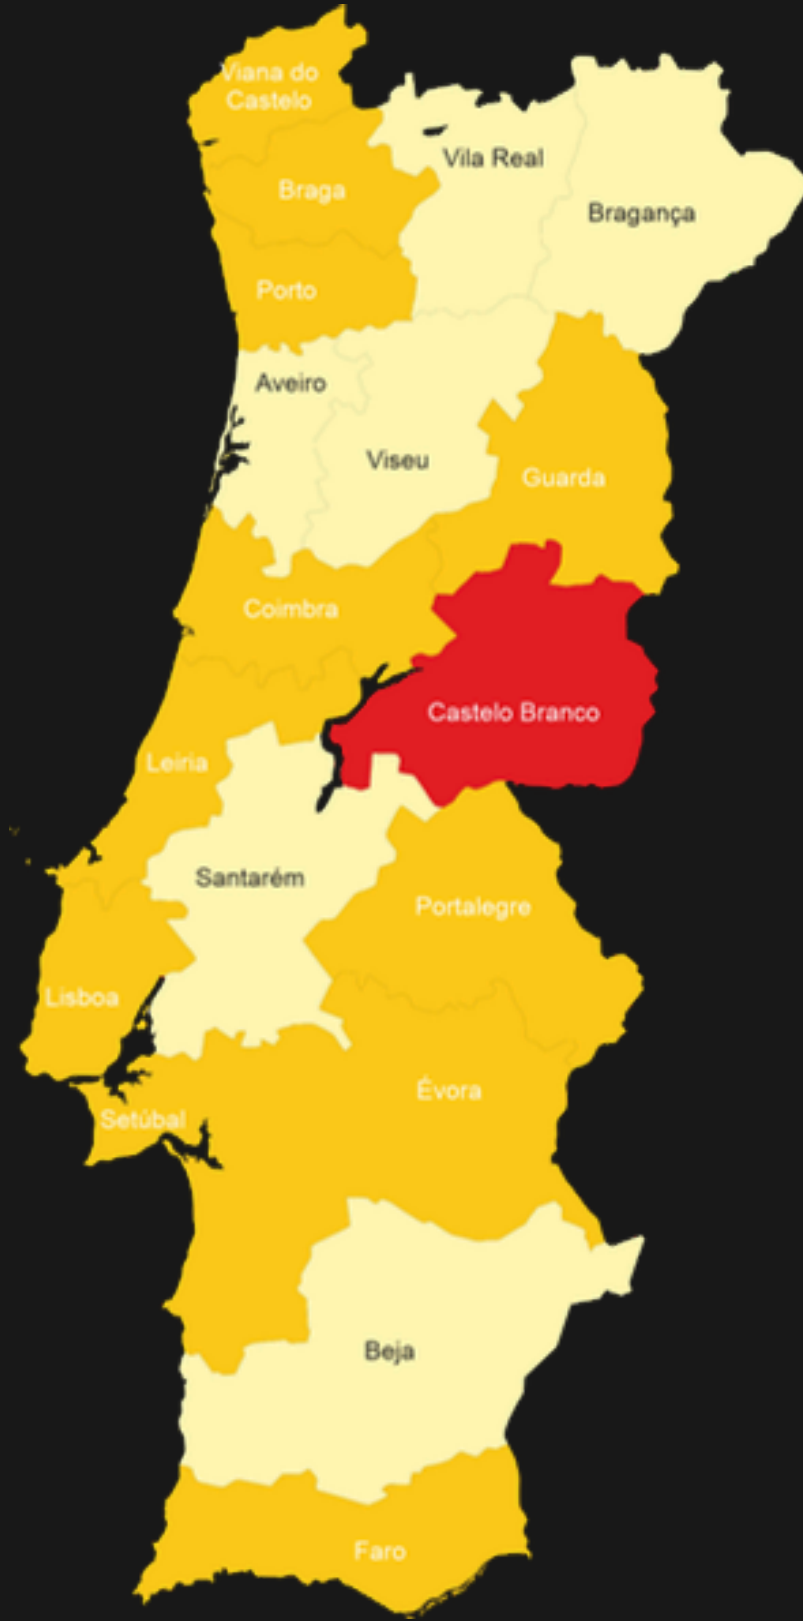 Viana do
Castelo
Vila Real
Braga
Bragança
Porto
Aveiro
Viseu
Guarda
Coimbra
Castelo Branco
Leiria
Santarém
Portalegre
Lisboa
Évora
Setúbal
Beja
Faro